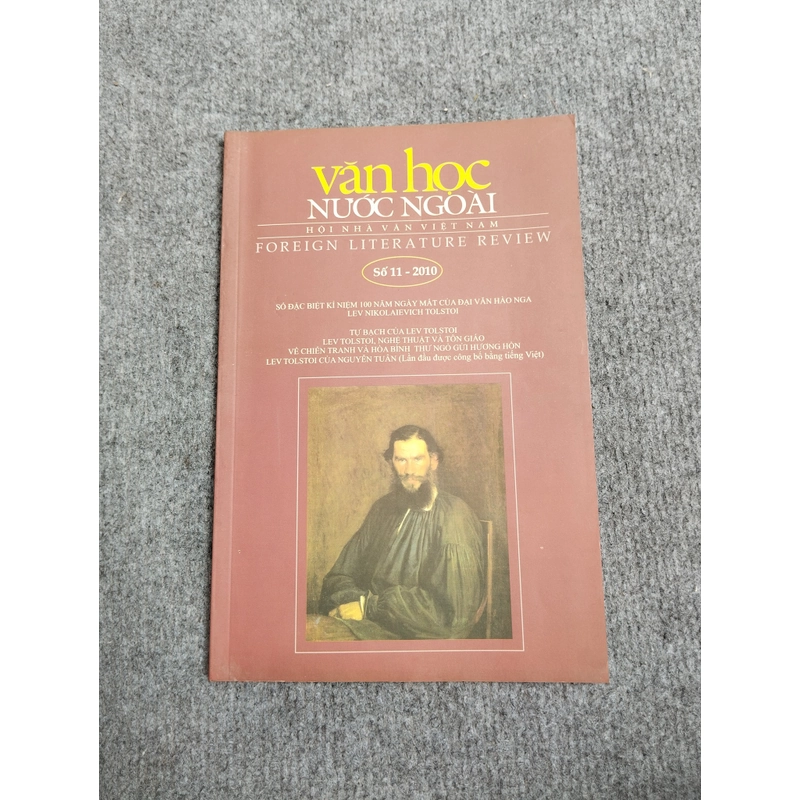 văn học
NƯỚC NGOÀI
HỘI NHÀ VĂN VIỆT NAM
FOREIGN LITERATURE REVIEW
Số 11 - 2010
SỐ ĐẶC BIỆT KỈ NIỆM 100 NĂM NGÀY MẤT CỦA ĐẠI VĂN HÀO NGA
LEV NIKOLAIEVICH TOLSTOI
TỰ BẠCH CỦA LEV TOLSTOI
LEV TOLSTOI, NGHỆ THUẬT VÀ TÔN GIÁO
VỀ CHIẾN TRANH VÀ HÒA BÌNH THƯ NGỎ GỬI HƯƠNG HỒN
LEV TOLSTOI CỦA NGUYỄN TUÂN (Lần đầu được công bố bằng tiếng Việt)